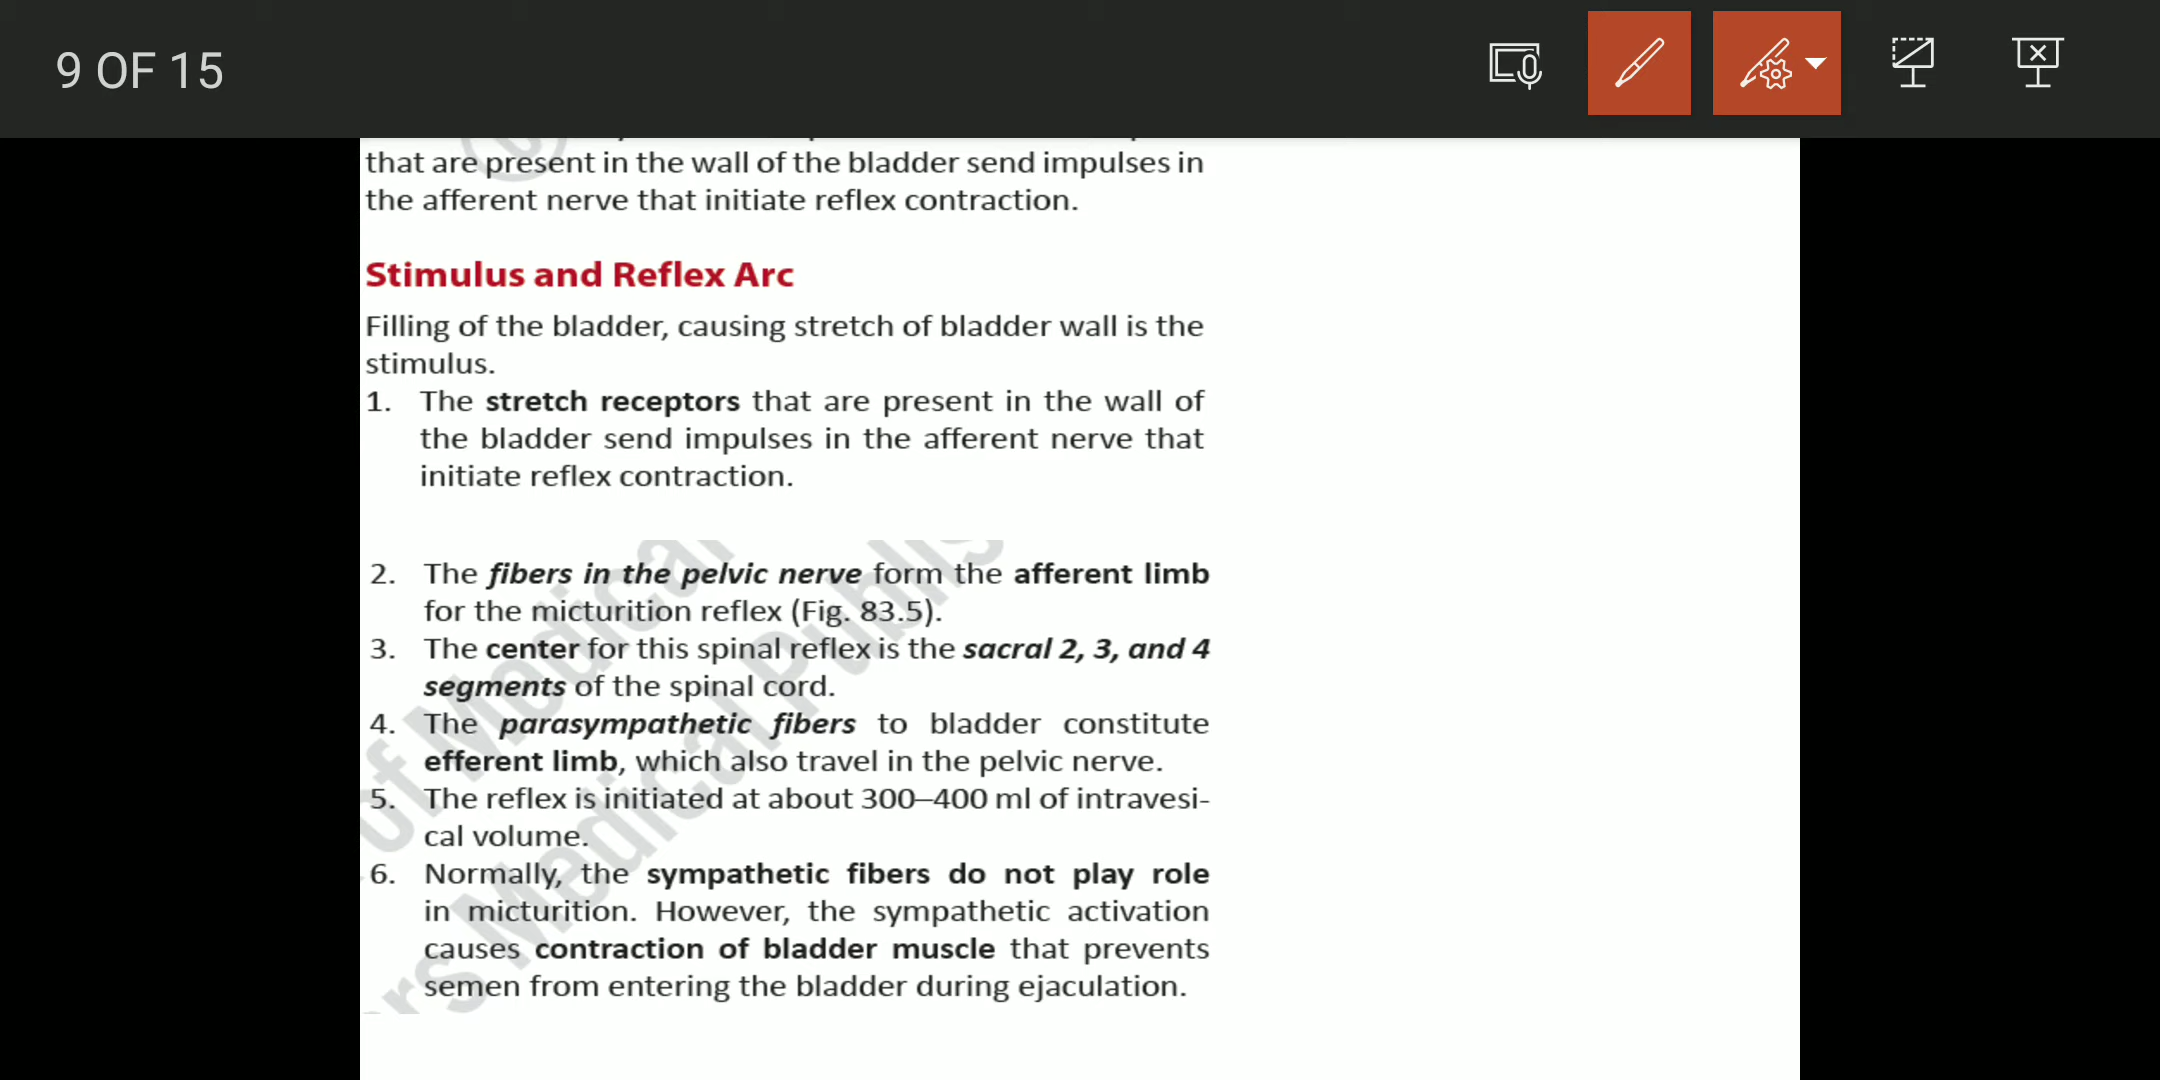 9 OF 15
that are present in the wall of the bladder send impulses in
the afferent nerve that initiate reflex contraction.
Stimulus and Reflex Arc
Filling of the bladder, causing stretch of bladder wall is the
stimulus.
1. The stretch receptors that are present in the wall of
the bladder send impulses in the afferent nerve that
initiate reflex contraction.
2. The fibers in the pelvic nerve form the afferent limb
for the micturition reflex (Fig. 83.5).
3. The center for this spinal reflex is the sacral 2, 3, and 4
segments of the spinal cord.
4. The parasympathetic fibers to bladder constitute
efferent limb, which also travel in the pelvic nerve.
5. The reflex is initiated at about 300–400 ml of intravesi-
cal volume.
6. Normally, the sympathetic fibers do not play role
in micturition. However, the sympathetic activation
causes contraction of bladder muscle that prevents
semen from entering the bladder during ejaculation.
of Medical
Medical